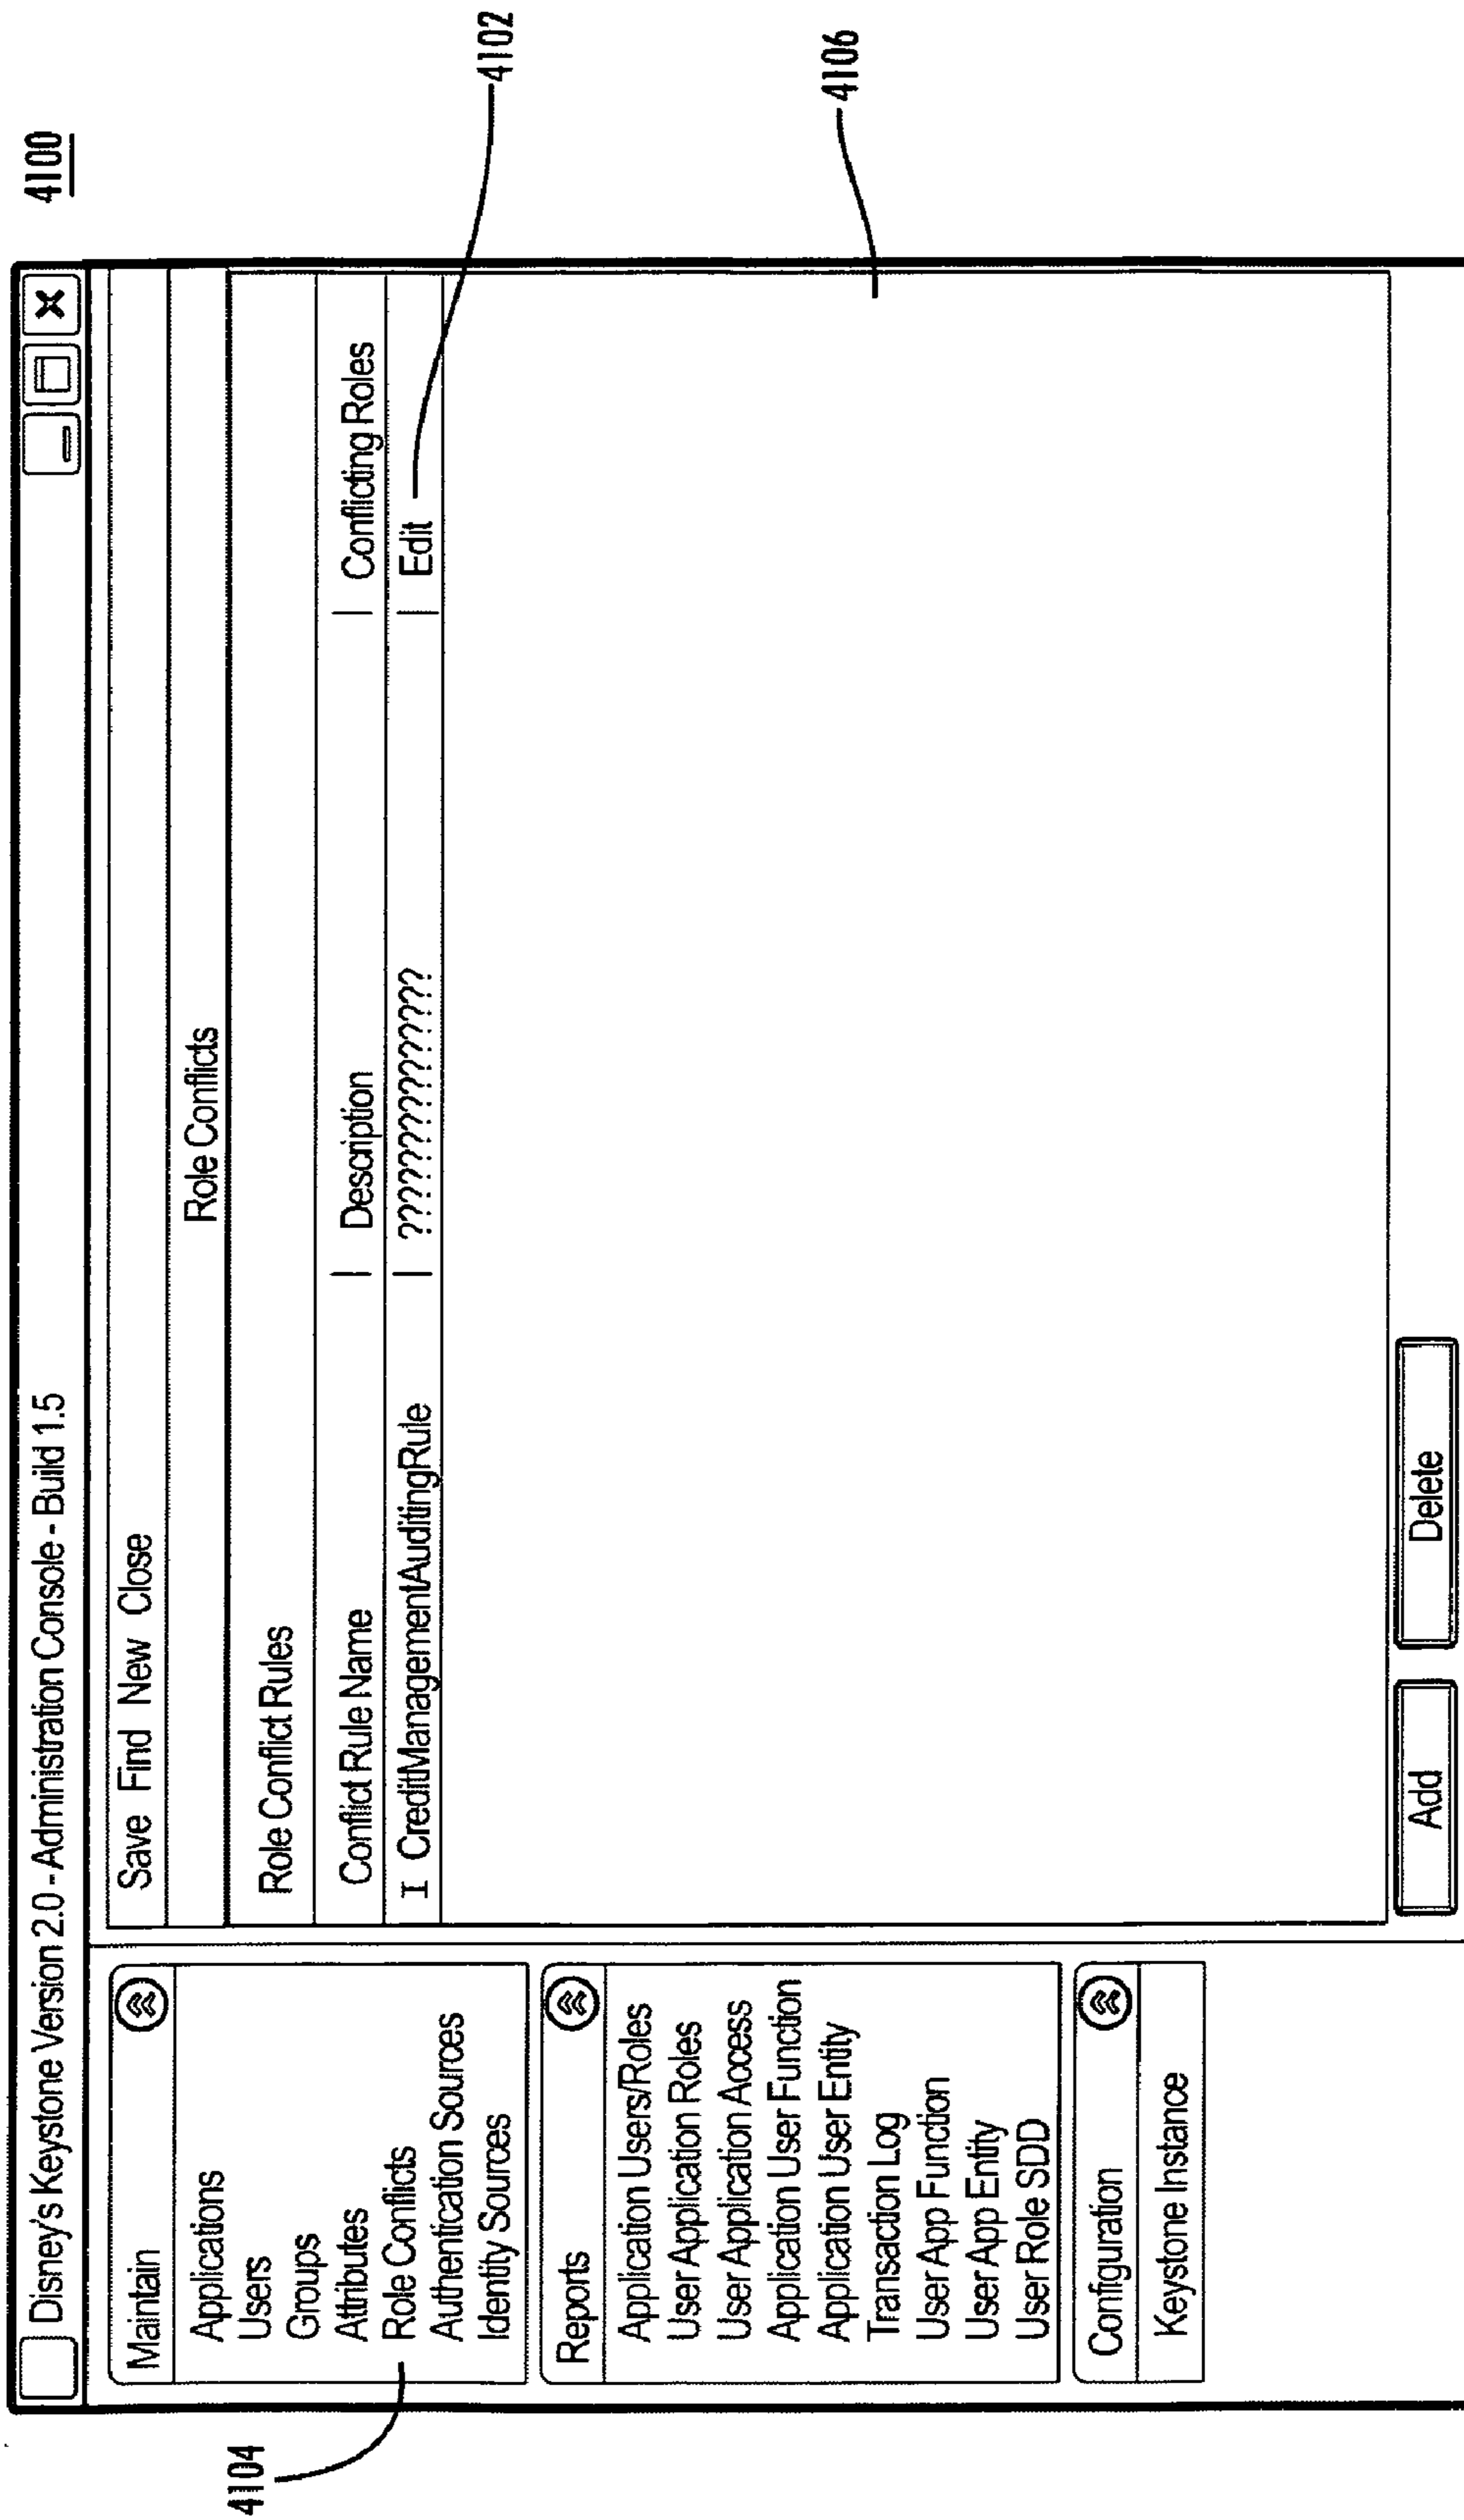 4100
Disney's Keystone Version 2.0 - Administration Console - Build 1.5
Maintain
Applications
Users
Groups
Attributes
Role Conflicts
Authentication Sources
Identity Sources
Reports
Application Users/Roles
User Application Roles
User Application Access
Application User Function
Application User Entity
Transaction Log
User App Function
User App Entity
User Role SDD
Configuration
Keystone Instance
Save Find New Close
Role Conflicts
Role Conflict Rules
Conflict Rule Name | Description | Conflicting Roles
I CreditManagementAuditingRule | ??????????????? | Edit
Add Delete
4102
4104
4106